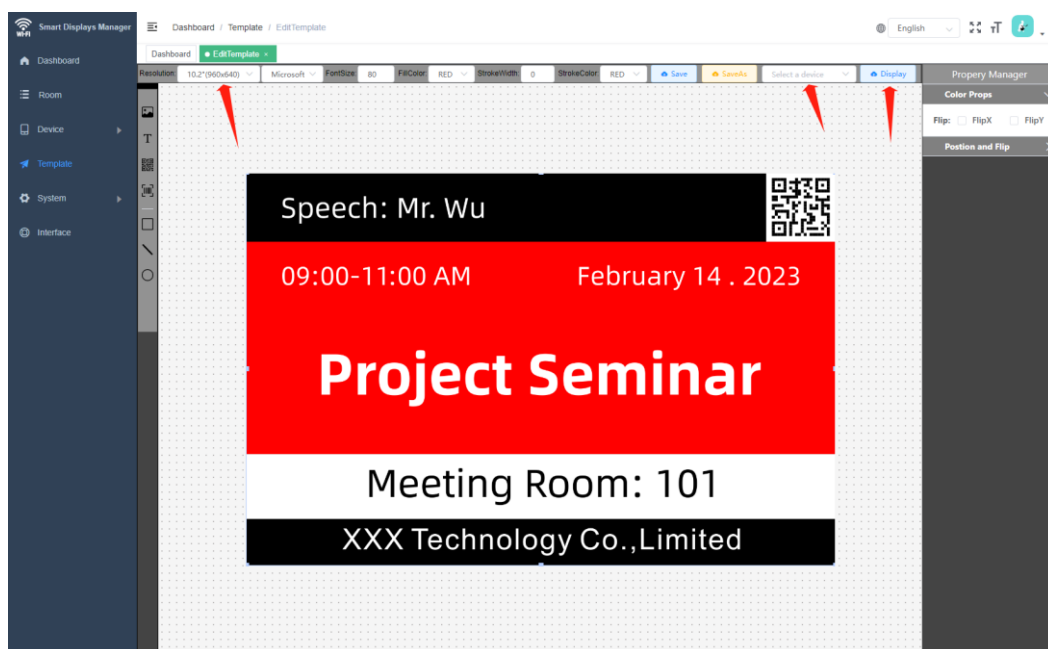 WI-FI
Smart Displays Manager
Dashboard / Template / EditTemplate
English
Dashboard
EditTemplate ×
Dashboard
Room
Device
Template
System
Interface
Resolution: 10.2"(960x640) Microsoft FontSize: 80 FillColor: RED StrokeWidth: 0 StrokeColor: RED Save SaveAs Select a device Display
Propery Manager
Color Props
Flip: FlipX FlipY
Postion and Flip
T
Speech: Mr. Wu
09:00-11:00 AM February 14 . 2023
Project Seminar
Meeting Room: 101
XXX Technology Co.,Limited